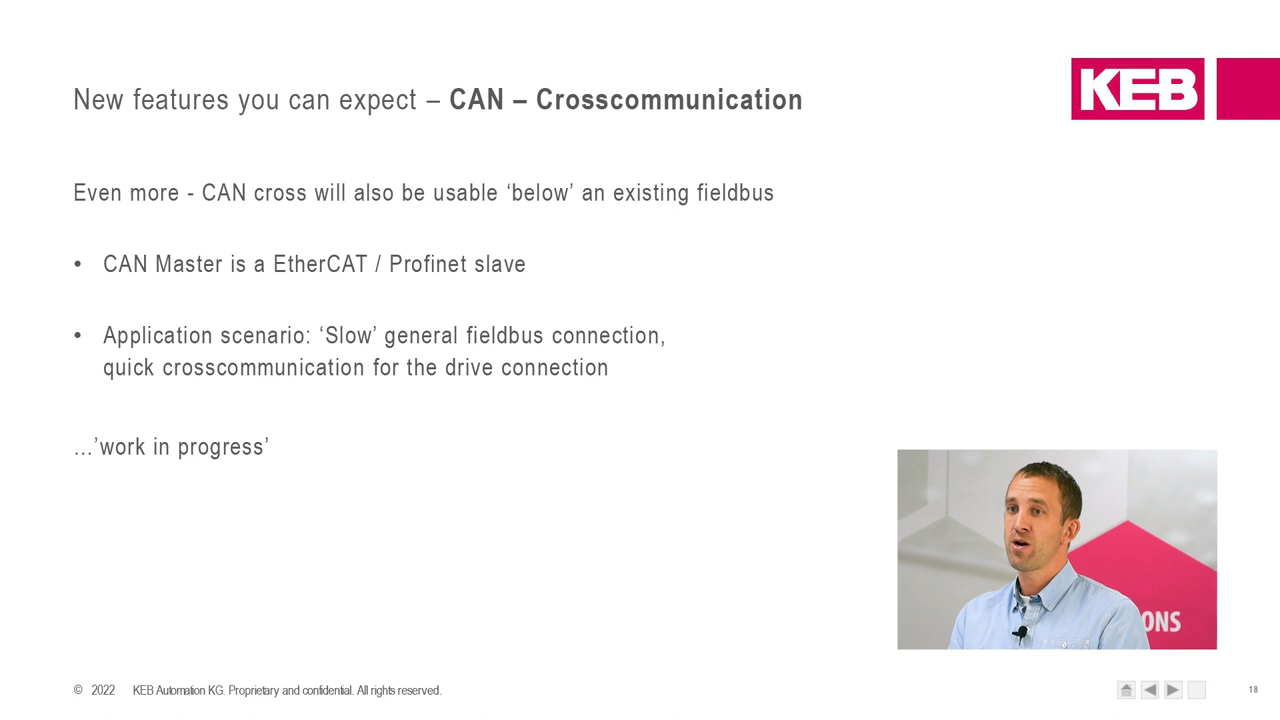 New features you can expect – CAN – Crosscommunication
KEB
Even more - CAN cross will also be usable ‘below’ an existing fieldbus
• CAN Master is a EtherCAT / Profinet slave
• Application scenario: ‘Slow’ general fieldbus connection,
quick crosscommunication for the drive connection
...’work in progress’
ONS
© 2022 KEB Automation KG. Proprietary and confidential. All rights reserved.
18